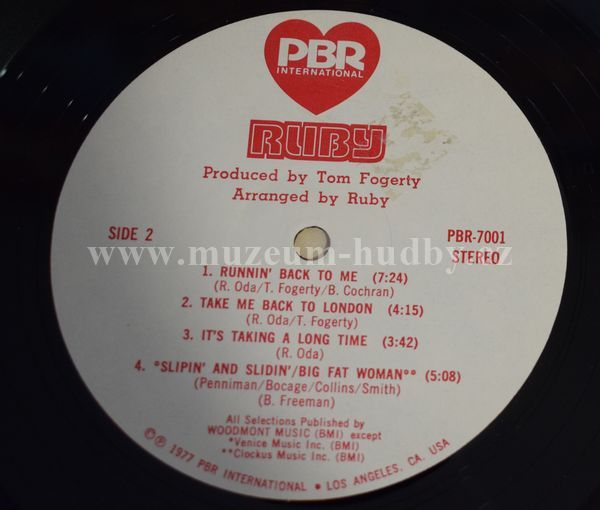 PBR
INTERNATIONAL
RUBY
Produced by Tom Fogerty
Arranged by Ruby
SIDE 2
PBR-7001
STEREO
www.muzeum-hudby.cz
1. RUNNIN' BACK TO ME (7:24)
(R. Oda/T. Fogerty/B. Cochran)
2. TAKE ME BACK TO LONDON (4:15)
(R. Oda/T. Fogerty)
3. IT'S TAKING A LONG TIME (3:42)
(R. Oda)
4. *SLIPIN' AND SLIDIN'/BIG FAT WOMAN** (5:08)
(Penniman/Bocage/Collins/Smith)
(B. Freeman)
All Selections Published by
WOODMONT MUSIC (BMI) except
*Venice Music Inc. (BMI)
**Clockus Music Inc. (BMI)
©℗ 1977 PBR INTERNATIONAL • LOS ANGELES, CA. USA